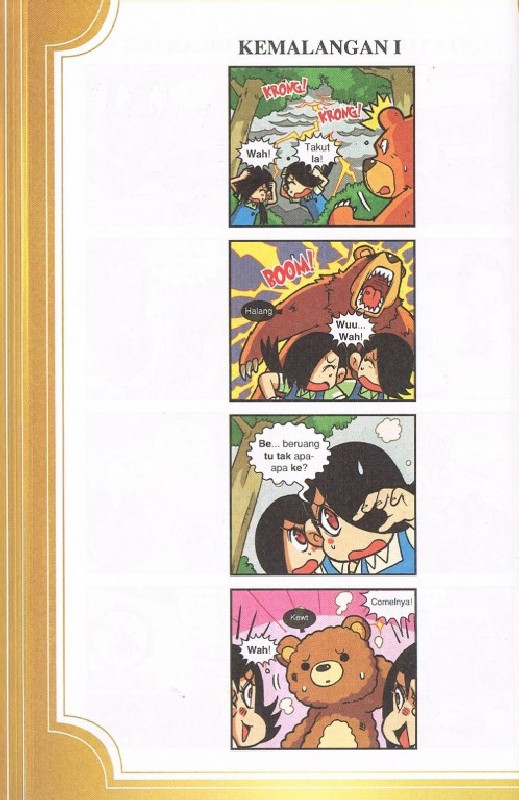 KEMALANGAN I
KRONG!
KRONG!
Wah!
Takut
la!!
BOOM!
Halang
Wuu...
Wah!
Be... beruang
tu tak apa-
apa ke?
Comelnya!
Kiewt
Wah!